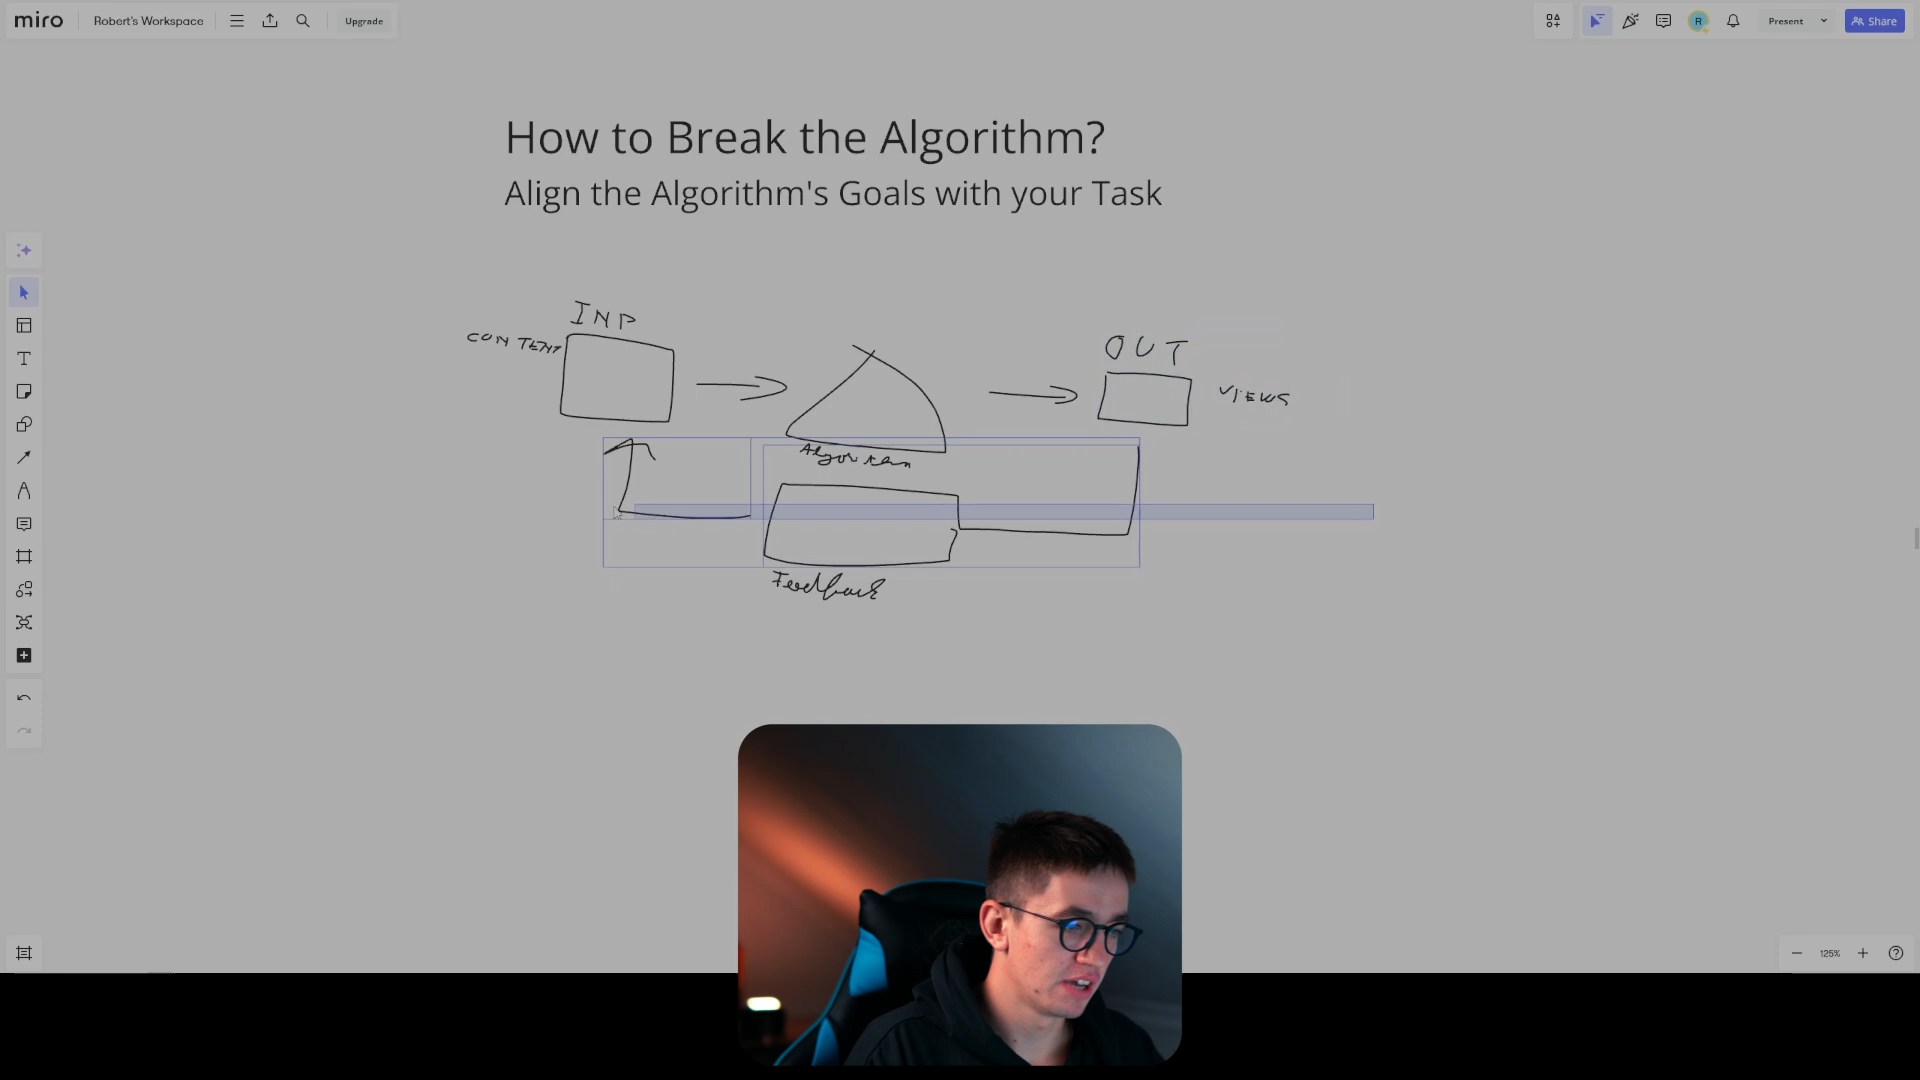 miro Robert's Workspace Upgrade R Present Share
How to Break the Algorithm?
Align the Algorithm's Goals with your Task
INP
CONTENT
OUT
VIEWS
Algorithm
Feedback
125%